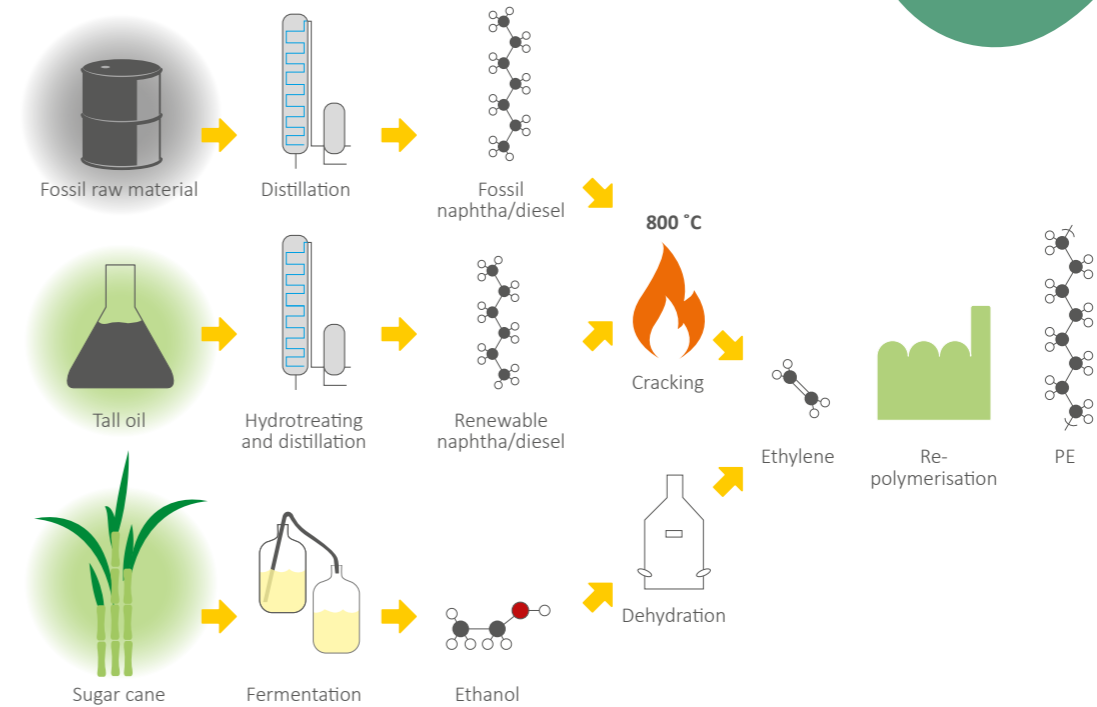 Fossil raw material
Distillation
Fossil
naphtha/diesel
800 ˚C
Cracking
Tall oil
Hydrotreating
and distillation
Renewable
naphtha/diesel
Ethylene
Re-
polymerisation
PE
Dehydration
Sugar cane
Fermentation
Ethanol